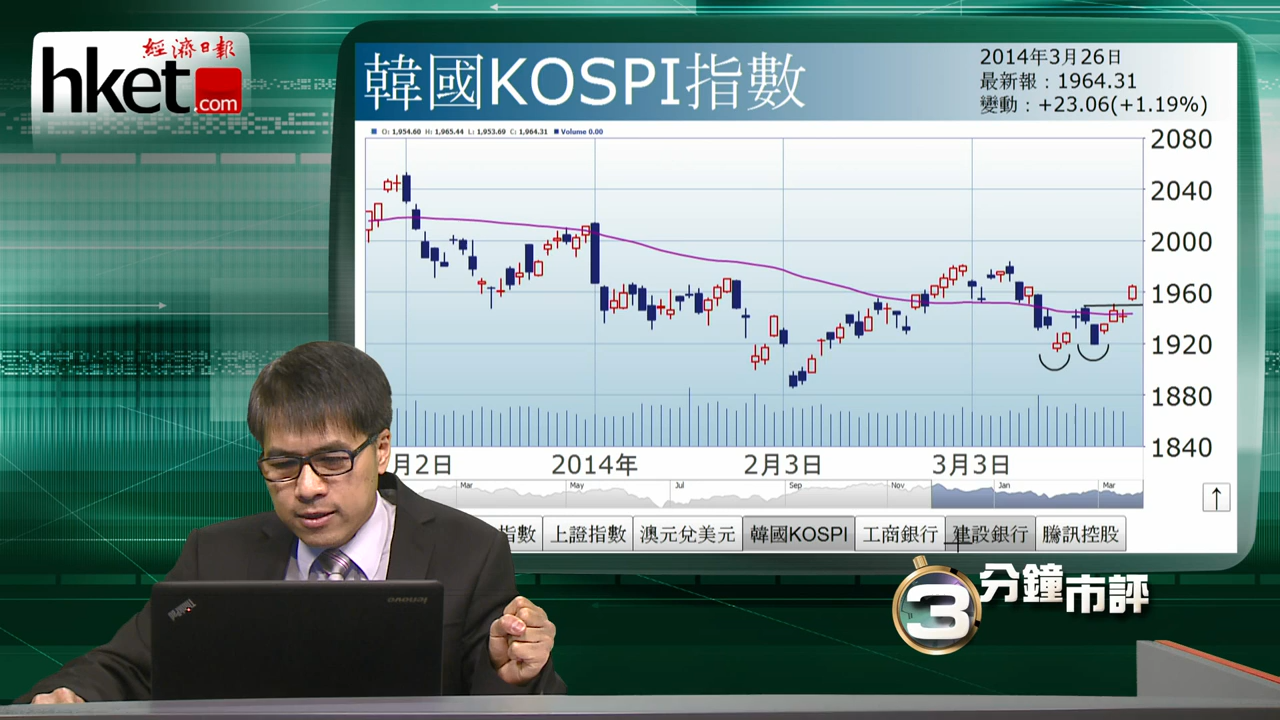 經濟日報
hket
.com
韓國KOSPI指數
2014年3月26日
最新報：1964.31
變動：+23.06(+1.19%)
O: 1,954.60 H: 1,965.44 L: 1,953.69 C: 1,964.31 Volume 0.00
2080
2040
2000
1960
1920
1880
1840
月2日 2014年 2月3日 3月3日
Mar May Jul Sep Nov Jan Mar
指數 上證指數 澳元兌美元 韓國KOSPI 工商銀行 建設銀行 騰訊控股
↑
3分鐘市評
ThinkPad
lenovo